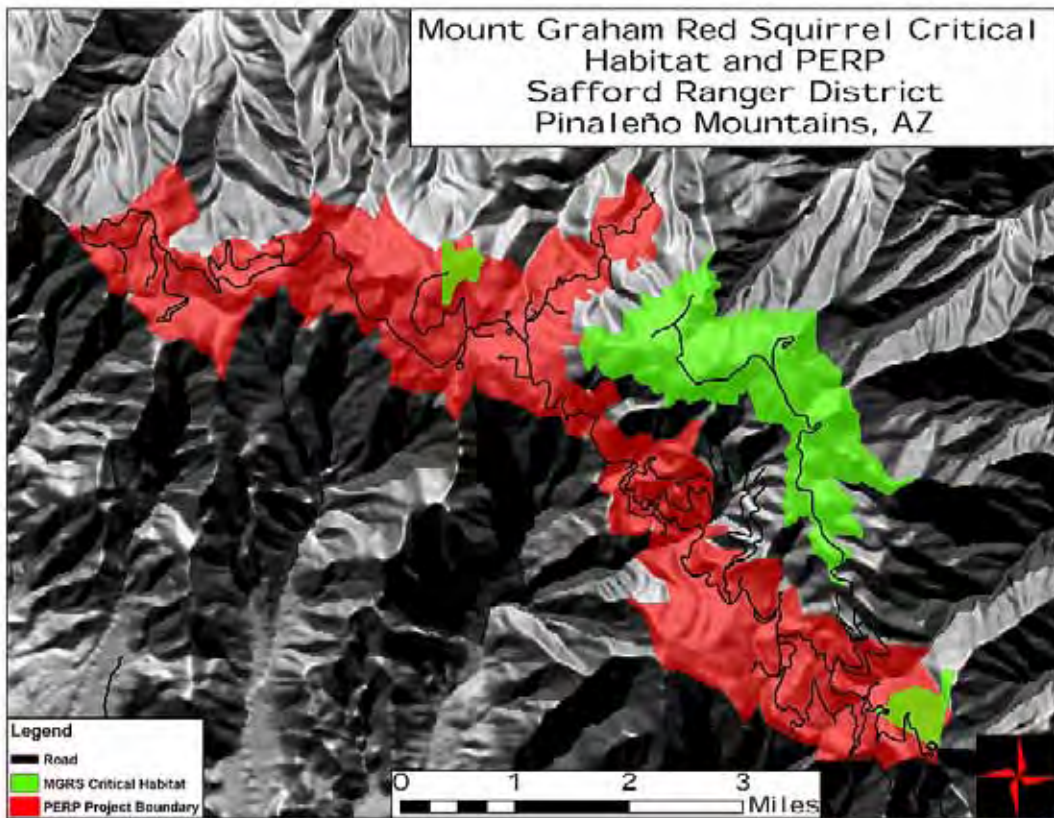 Mount Graham Red Squirrel Critical
Habitat and PERP
Safford Ranger District
Pinaleño Mountains, AZ
Legend
Road
MGRS Critical Habitat
PERP Project Boundary
0 1 2 3
Miles